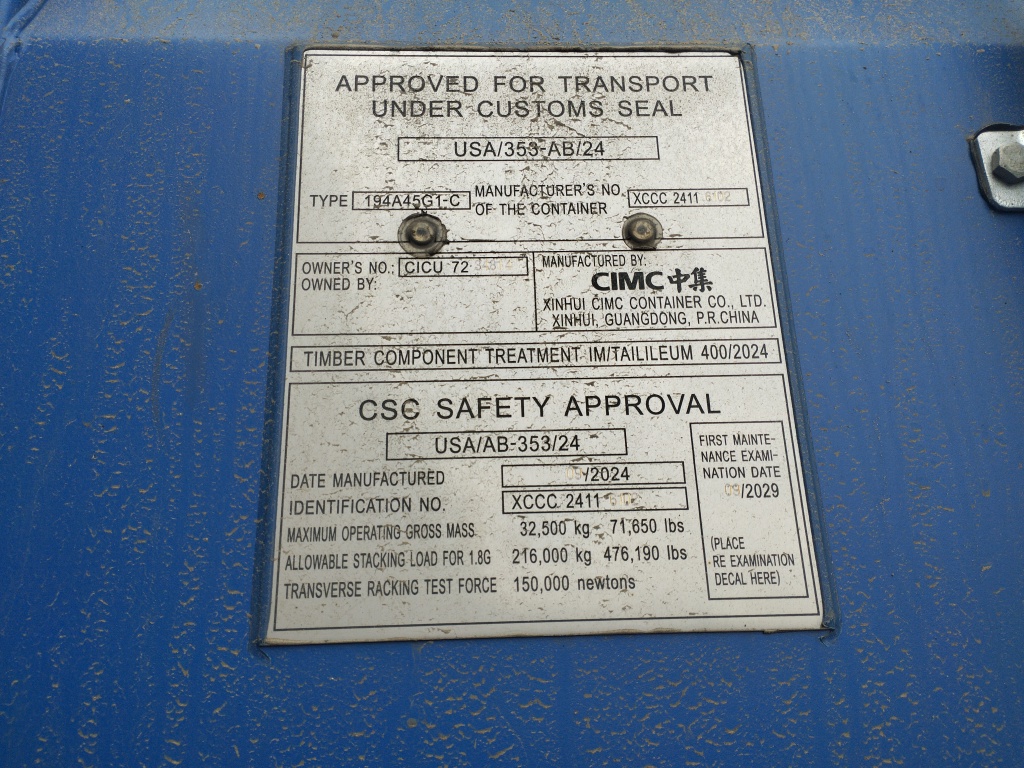 APPROVED FOR TRANSPORT
UNDER CUSTOMS SEAL
USA/353-AB/24
TYPE 194A45G1-C
MANUFACTURER'S NO.
OF THE CONTAINER
XCCC 2411 6102
OWNER'S NO.: CICU 72
OWNED BY:
MANUFACTURED BY:
CIMC 中集
XINHUI CIMC CONTAINER CO., LTD.
XINHUI, GUANGDONG, P.R.CHINA
TIMBER COMPONENT TREATMENT IM/TAILILEUM 400/2024
CSC SAFETY APPROVAL
USA/AB-353/24
DATE MANUFACTURED 09/2024
IDENTIFICATION NO. XCCC 2411 6102
MAXIMUM OPERATING GROSS MASS 32,500 kg 71,650 lbs
ALLOWABLE STACKING LOAD FOR 1.8G 216,000 kg 476,190 lbs
TRANSVERSE RACKING TEST FORCE 150,000 newtons
FIRST MAINTE-
NANCE EXAMI-
NATION DATE
09/2029
(PLACE
RE EXAMINATION
DECAL HERE)